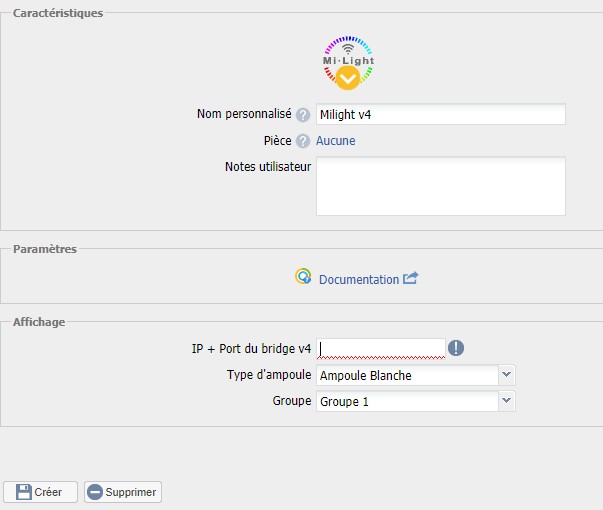 Caractéristiques
Mi·Light
Nom personnalisé ? Milight v4
Pièce ? Aucune
Notes utilisateur
Paramètres
Documentation
Affichage
IP + Port du bridge v4 !
Type d'ampoule Ampoule Blanche
Groupe Groupe 1
Créer Supprimer